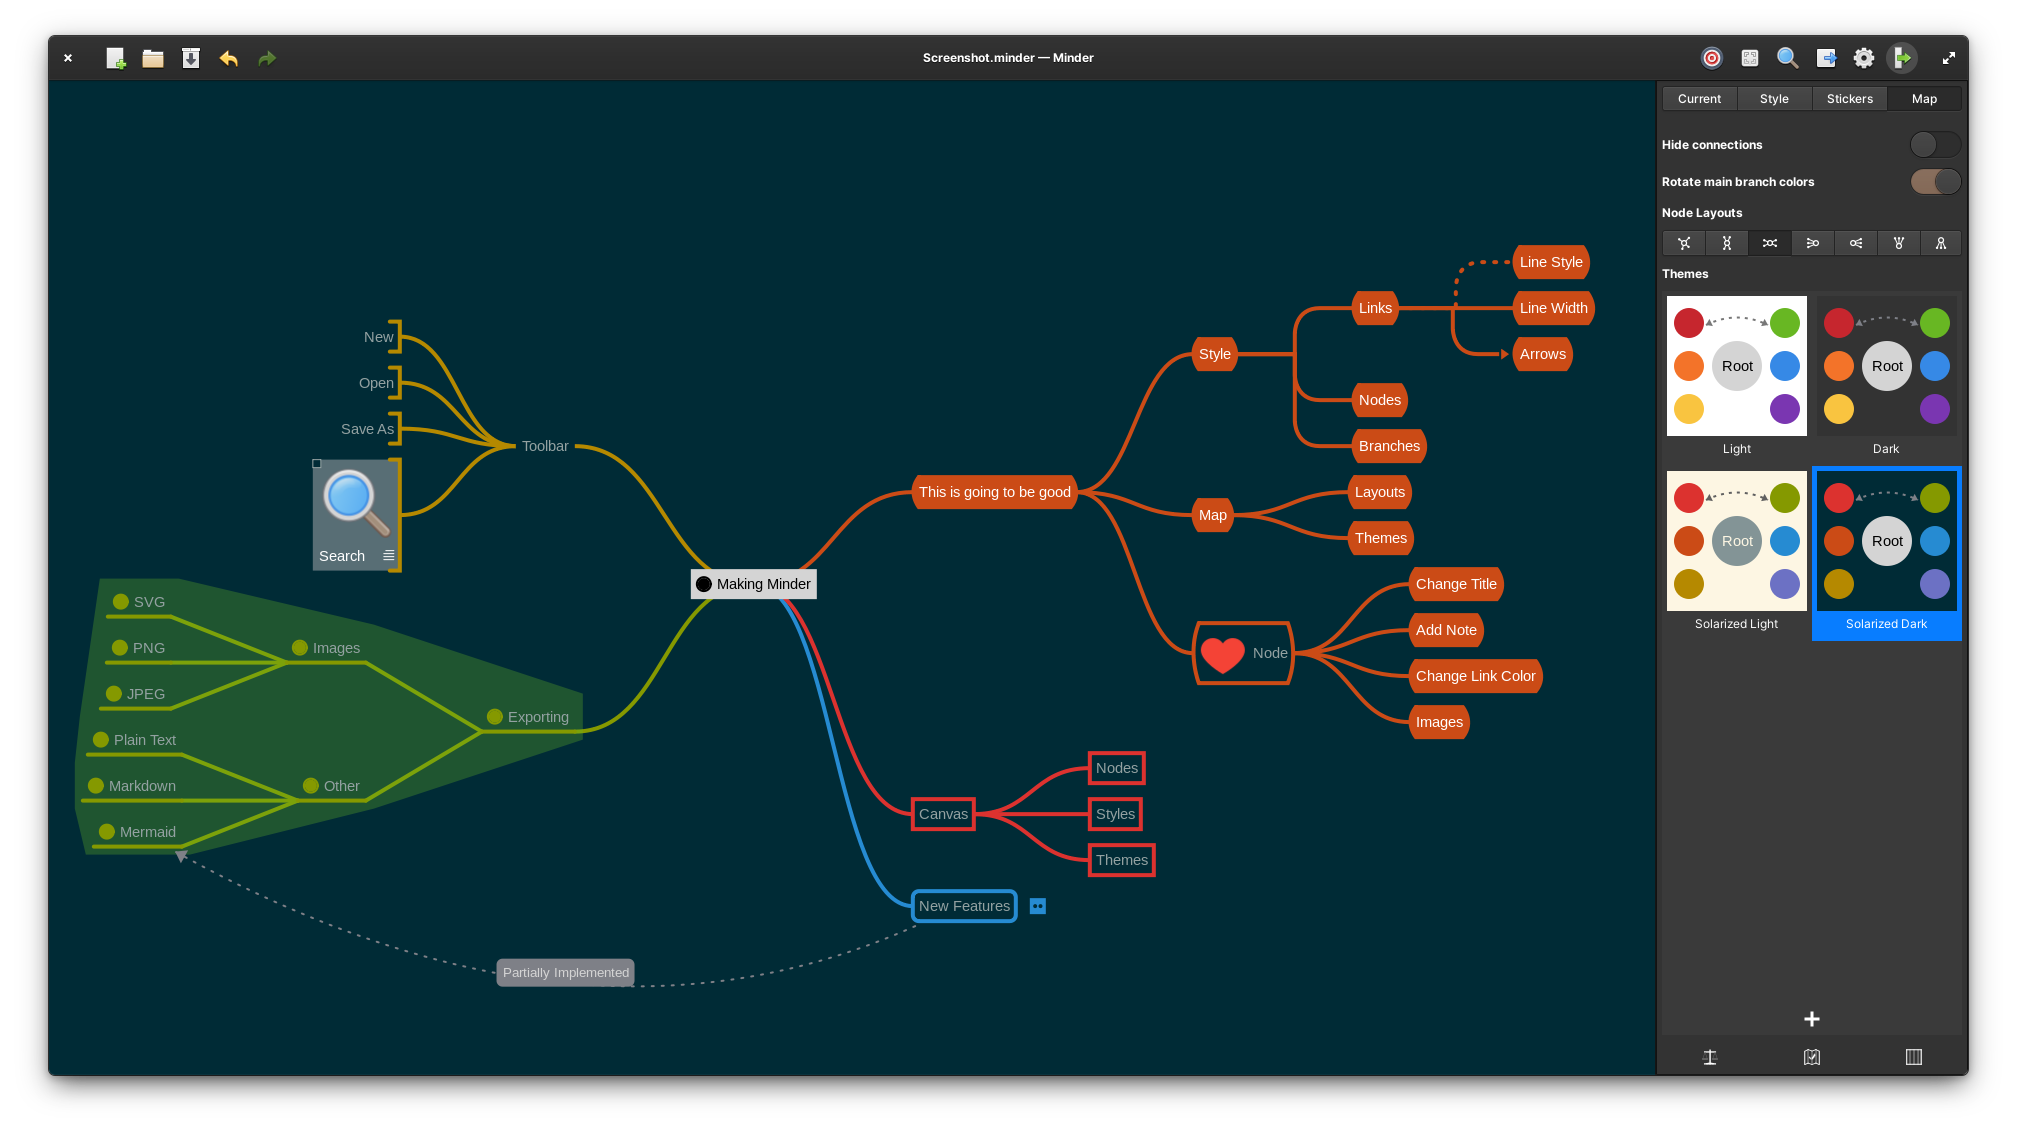 Screenshot.minder — Minder
Current
Style
Stickers
Map
Hide connections
Rotate main branch colors
Node Layouts
Themes
Root
Light
Root
Dark
Root
Solarized Light
Root
Solarized Dark
New
Open
Save As
Search
Toolbar
Making Minder
SVG
PNG
JPEG
Images
Plain Text
Markdown
Mermaid
Other
Exporting
This is going to be good
Style
Links
Line Style
Line Width
Arrows
Nodes
Branches
Map
Layouts
Themes
Node
Change Title
Add Note
Change Link Color
Images
Canvas
Nodes
Styles
Themes
New Features
Partially Implemented